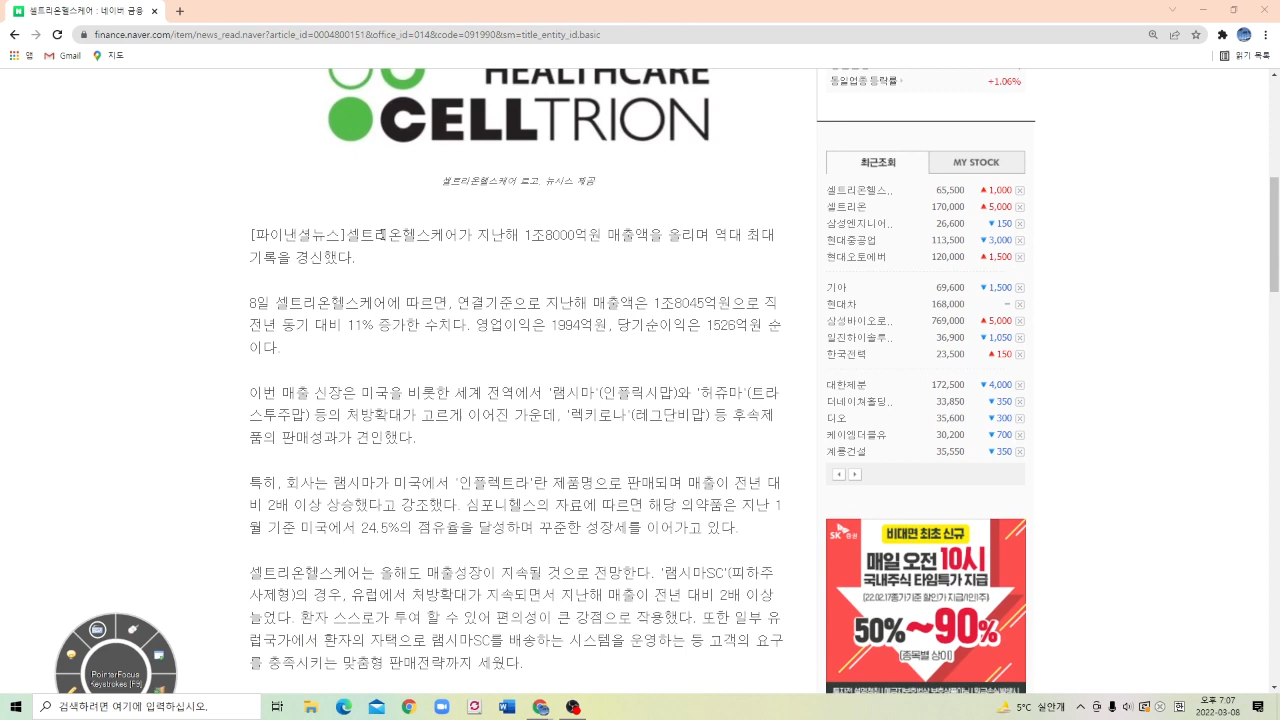 셀트리온헬스케어 : 네이버 금융
finance.naver.com/item/news_read.naver?article_id=0004800151&office_id=014&code=091990&sm=title_entity_id.basic
앱 Gmail 지도 읽기 목록
HEALTHCARE
CELLTRION
셀트리온헬스케어 로고. 뉴시스 제공
[파이낸셜뉴스]셀트리온헬스케어가 지난해 1조8000억원 매출액을 올리며 역대 최대
기록을 경신했다.
8일 셀트리온헬스케어에 따르면, 연결기준으로 지난해 매출액은 1조8045억원으로 직
전년 동기 대비 11% 증가한 수치다. 영업이익은 1994억원, 당기순이익은 1526억원 순
이다.
이번 매출 신장은 미국을 비롯한 세계 전역에서 '램시마'(인플릭시맙)와 '허쥬마'(트라
스투주맙) 등의 처방확대가 고르게 이어진 가운데, '렉키로나'(레그단비맙) 등 후속제
품의 판매성과가 견인했다.
특히, 회사는 램시마가 미국에서 '인플렉트라'란 제품명으로 판매되며 매출이 전년 대
비 2배 이상 상승했다고 강조했다. 심포니헬스의 자료에 따르면 해당 의약품은 지난 1
월 기준 미국에서 24.5%의 점유율을 달성하며 꾸준한 성장세를 이어가고 있다.
셀트리온헬스케어는 올해도 매출성장이 지속될 것으로 전망한다. '램시마SC'(피하주
사제형)의 경우, 유럽에서 처방확대가 지속되면서 지난해 매출이 전년 대비 2배 이상
늘었다. 환자 스스로가 투여 할 수 있어 편의성이 큰 강점으로 작용했다. 또한 일부 유
럽국가에서 환자의 자택으로 램시마SC를 배송하는 시스템을 운영하는 등 고객의 요구
를 충족시키는 맞춤형 판매전략까지 세웠다.
동일업종 등락률 +1.06%
최근조회 MY STOCK
셀트리온헬스.. 65,500 ▲1,000
셀트리온 170,000 ▲5,000
삼성엔지니어.. 26,600 ▼150
현대중공업 113,500 ▼3,000
현대오토에버 120,000 ▲1,500
기아 69,600 ▼1,500
현대차 168,000 -
삼성바이오로.. 769,000 ▲5,000
일진하이솔루.. 36,900 ▼1,050
한국전력 23,500 ▲150
대한제분 172,500 ▼4,000
더네이쳐홀딩.. 33,850 ▼350
디오 35,600 ▼300
케이엠더블유 30,200 ▼700
계룡건설 35,550 ▼350
SK증권
비대면 최초 신규
매일 오전 10시
국내주식 타임특가 지급
(22.02.17종가기준 할인가 지급/1인1주)
50%~90%
(종목별 상이)
PointerFocus
Keystrokes (F9)
검색하려면 여기에 입력하십시오.
5°C 실안개
오후 7:07
2022-03-08